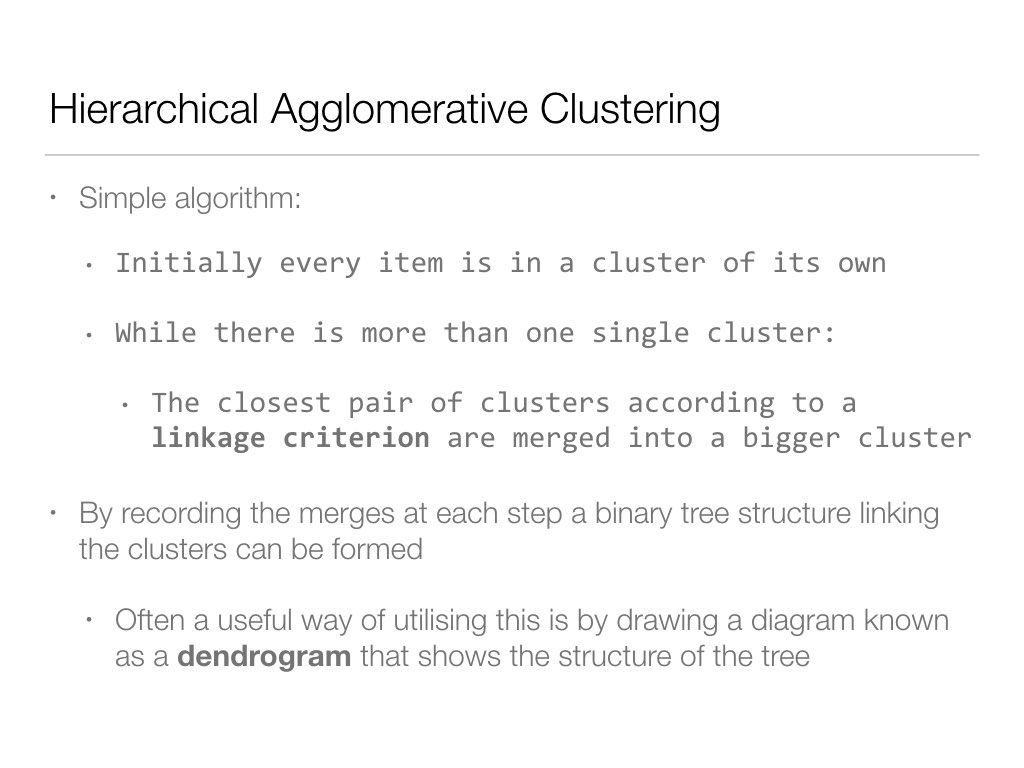 Hierarchical Agglomerative Clustering
• Simple algorithm:
• Initially every item is in a cluster of its own
• While there is more than one single cluster:
• The closest pair of clusters according to a
linkage criterion are merged into a bigger cluster
• By recording the merges at each step a binary tree structure linking
the clusters can be formed
• Often a useful way of utilising this is by drawing a diagram known
as a dendrogram that shows the structure of the tree